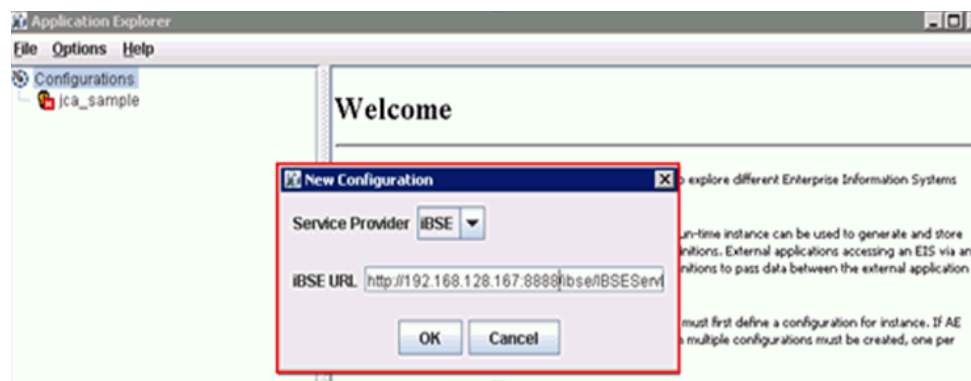 Application Explorer
File Options Help
Configurations
jca_sample
Welcome
New Configuration
explore different Enterprise Information Systems
Service Provider iBSE
un-time instance can be used to generate and store
nitions. External applications accessing an EIS via an
nitions to pass data between the external application
iBSE URL http://192.168.128.167:8888/ibse/IBSEServl
OK Cancel
must first define a configuration for instance. If AE
multiple configurations must be created, one per